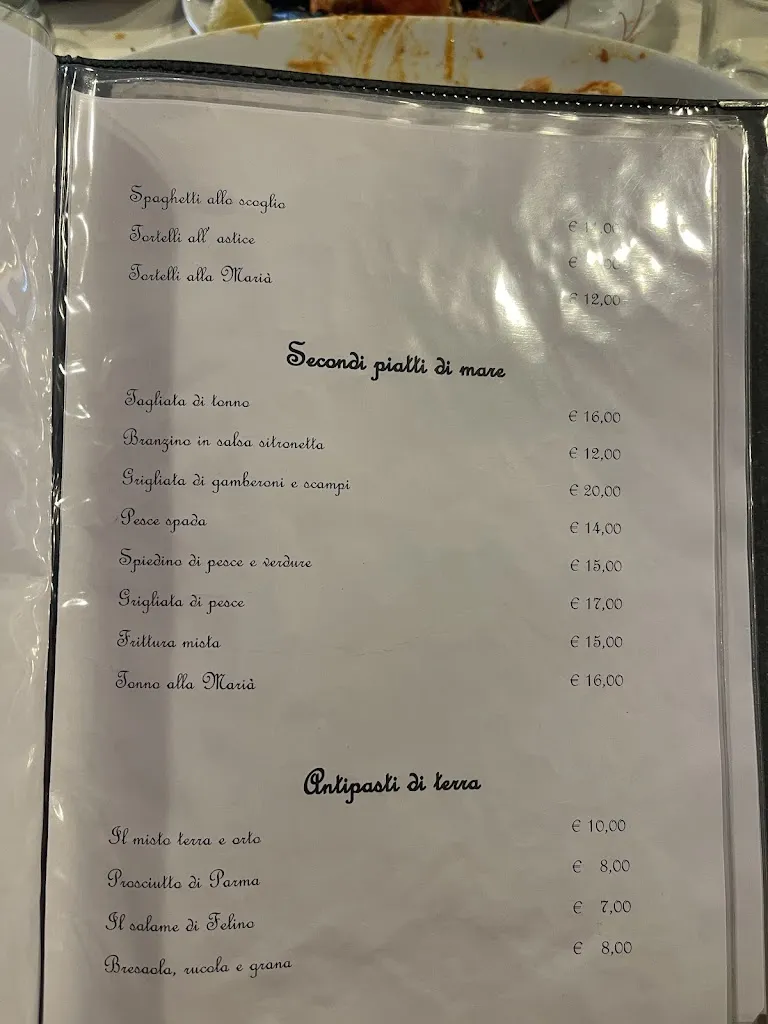 Spaghetti allo scoglio
Tortelli all' astice €
Tortelli alla Marià € 12,00
Secondi piatti di mare
Tagliata di tonno € 16,00
Branzino in salsa sitronetta € 12,00
Grigliata di gamberoni e scampi € 20,00
Pesce spada € 14,00
Spiedino di pesce e verdure € 15,00
Grigliata di pesce € 17,00
Frittura mista € 15,00
Tonno alla Marià € 16,00
Antipasti di terra
Il misto terra e orto € 10,00
Prosciutto di Parma € 8,00
Il salame di Felino € 7,00
Bresaola, rucola e grana € 8,00